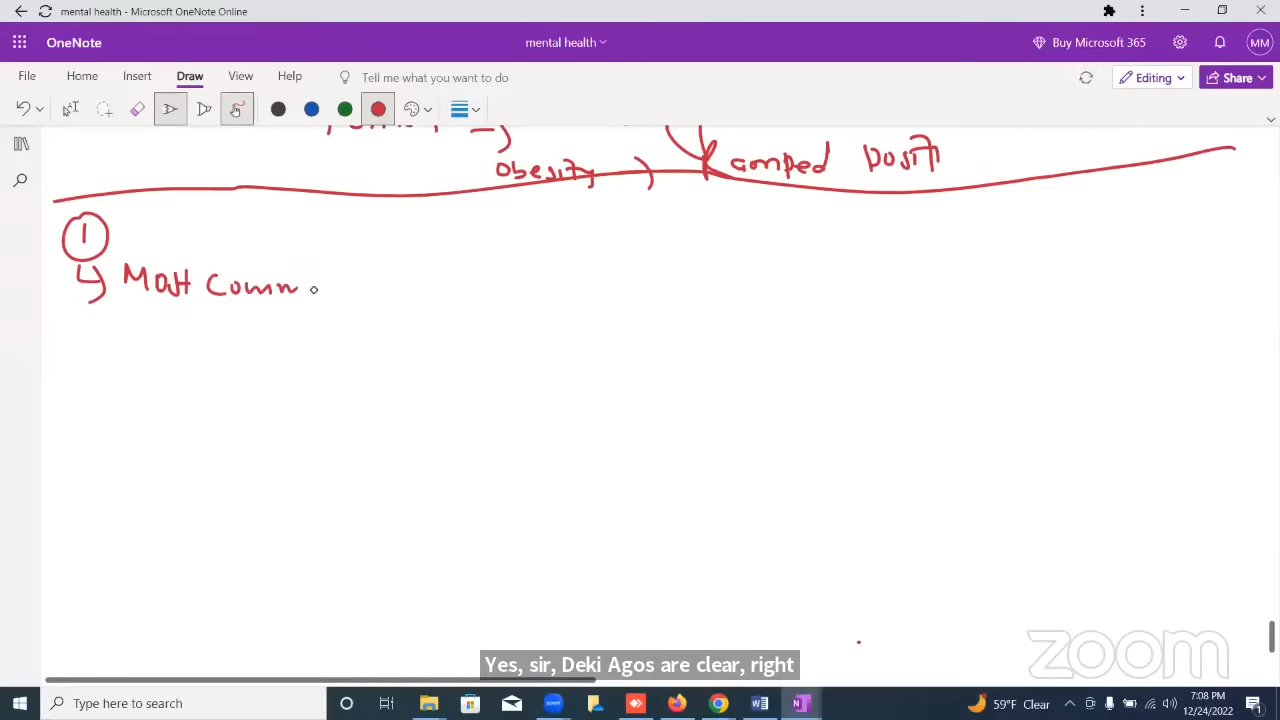 mental health - Microsoft OneNote Online
OneNote
mental health
Buy Microsoft 365
MM
File Home Insert Draw View Help Tell me what you want to do
Editing Share
obesity
Posit
1
Most Comm
zoom
Yes, sir, Deki Agos are clear, right
Type here to search
59°F Clear
7:08 PM
12/24/2022